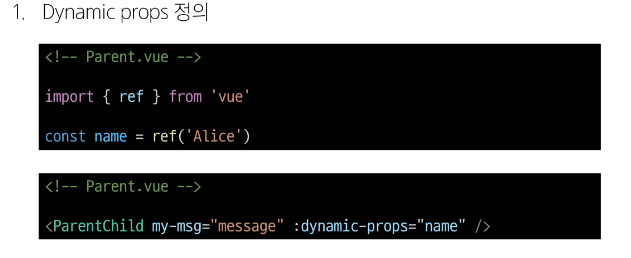 1. Dynamic props 정의
<!-- Parent.vue -->
import { ref } from 'vue'
const name = ref('Alice')
<!-- Parent.vue -->
<ParentChild my-msg="message" :dynamic-props="name" />